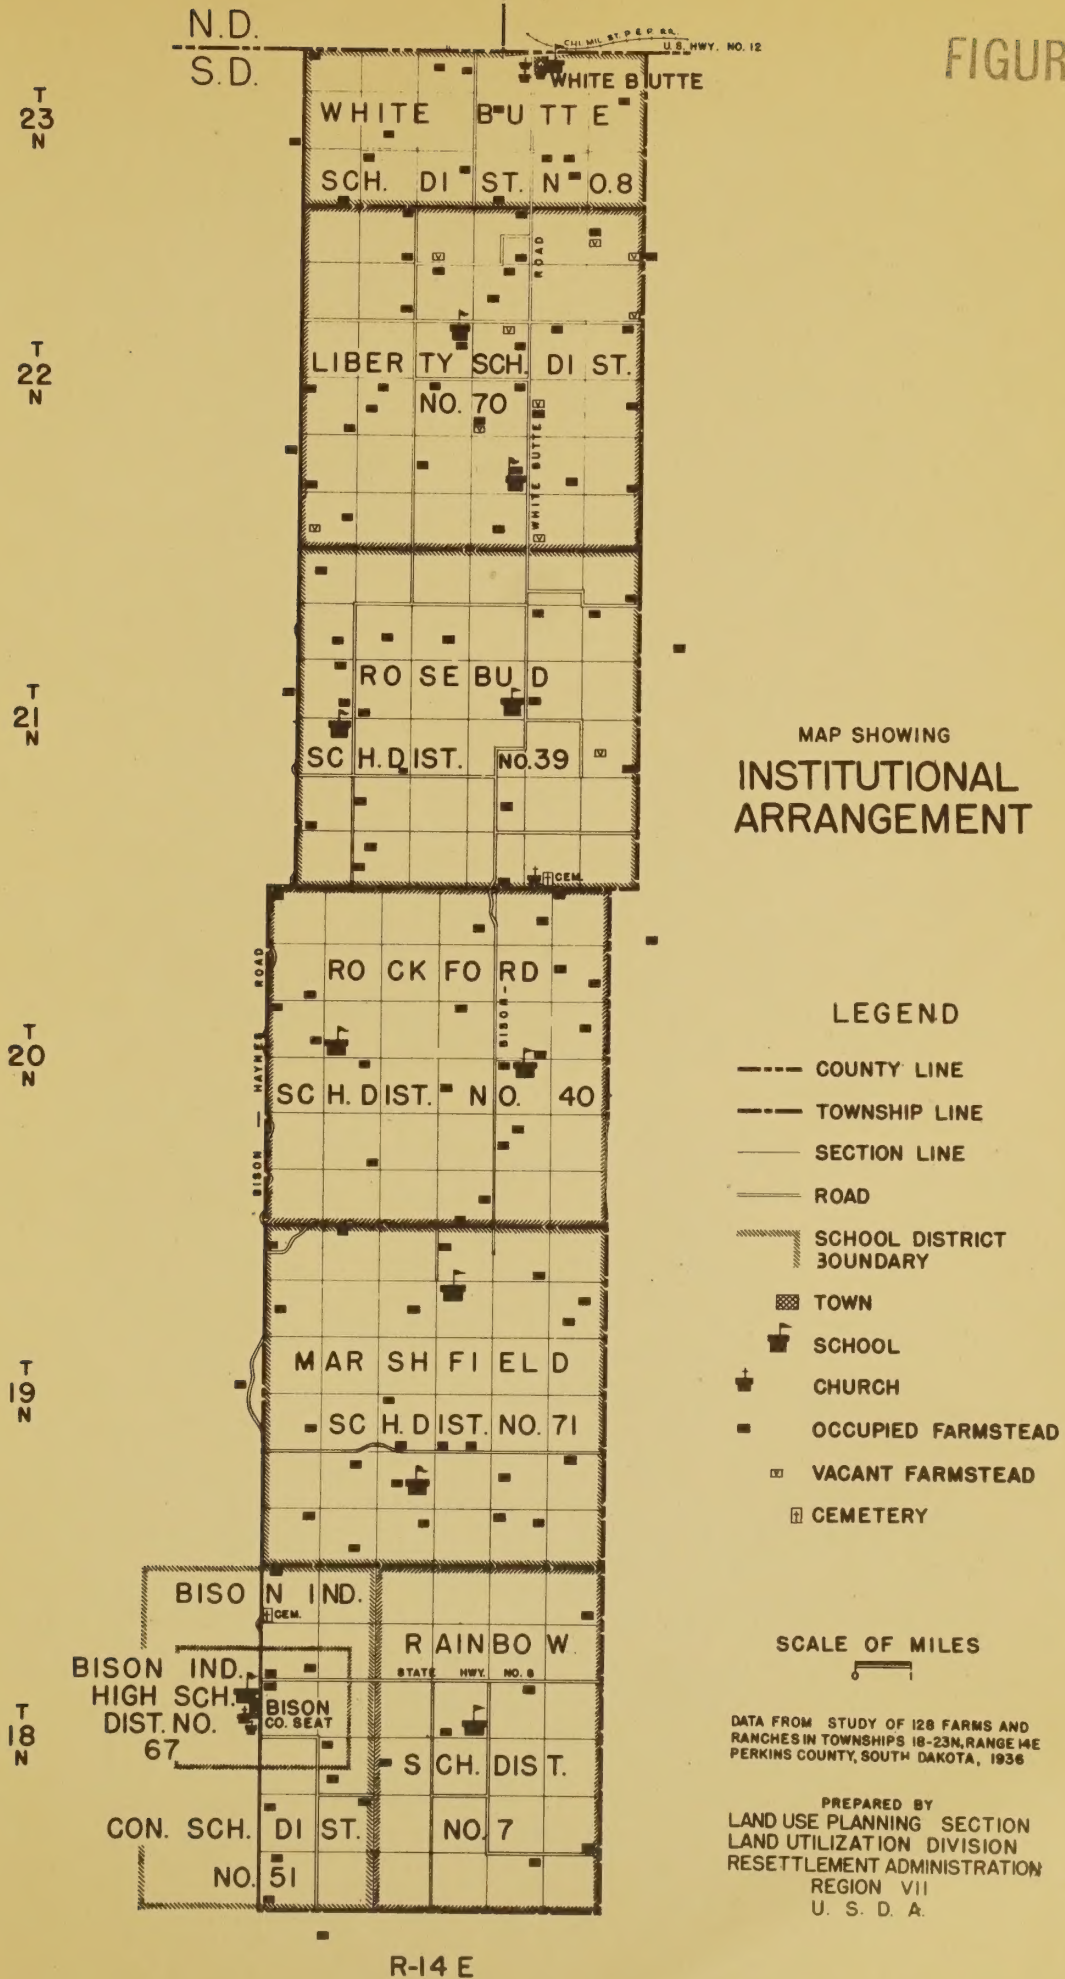 N.D.
S.D.
CHI. MIL. ST. P. & P. RR.
U.S. HWY. NO. 12
FIGUR
WHITE BUTTE
T
23
N
WHITE BUTTE
SCH. DIST. NO. 8
ROAD
T
22
N
LIBERTY SCH. DIST.
NO. 70
WHITE BUTTE
T
21
N
ROSEBUD
SCH. DIST. NO. 39
CEM.
MAP SHOWING
INSTITUTIONAL
ARRANGEMENT
T
20
N
BISON - HAYNES ROAD
ROCKFORD
BISON-
SCH. DIST. NO. 40
LEGEND
COUNTY LINE
TOWNSHIP LINE
SECTION LINE
ROAD
SCHOOL DISTRICT
BOUNDARY
TOWN
SCHOOL
CHURCH
OCCUPIED FARMSTEAD
VACANT FARMSTEAD
CEMETERY
T
19
N
MARSHFIELD
SCH. DIST. NO. 71
T
18
N
BISON IND.
CEM.
BISON IND.
HIGH SCH.
DIST. NO.
67
BISON
CO. SEAT
CON. SCH. DIST.
NO. 51
RAINBOW
STATE HWY. NO. 8
SCH. DIST.
NO. 7
SCALE OF MILES
0 1
DATA FROM STUDY OF 128 FARMS AND
RANCHES IN TOWNSHIPS 18-23N, RANGE 14E
PERKINS COUNTY, SOUTH DAKOTA, 1936
PREPARED BY
LAND USE PLANNING SECTION
LAND UTILIZATION DIVISION
RESETTLEMENT ADMINISTRATION
REGION VII
U. S. D. A.
R-14 E